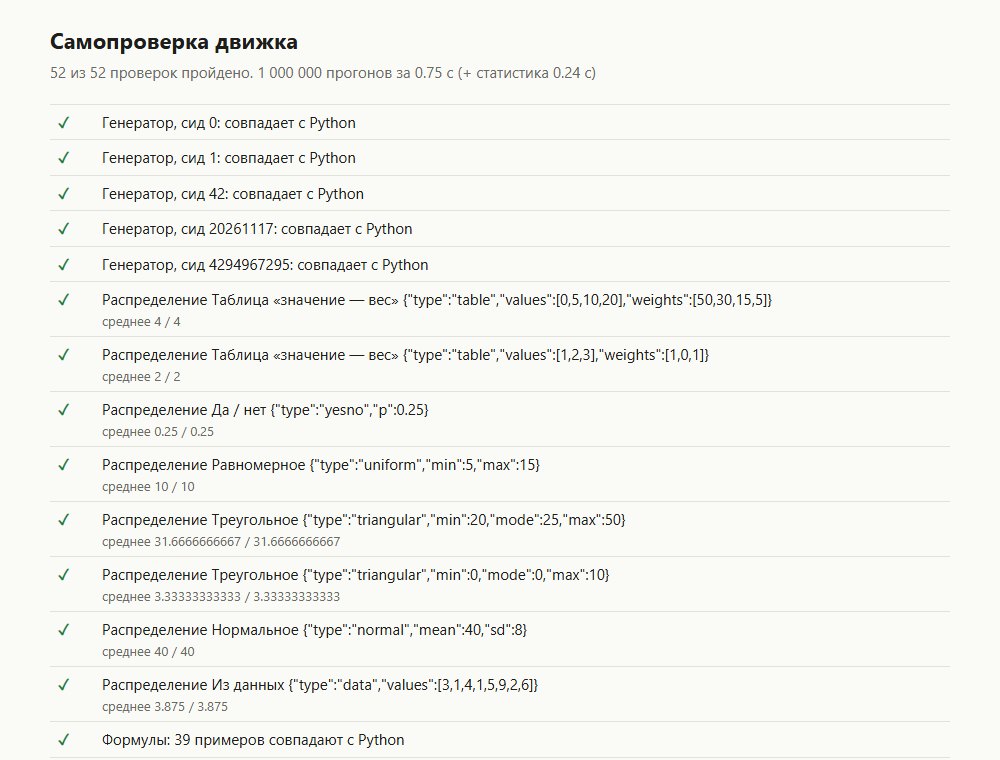 Самопроверка движка
52 из 52 проверок пройдено. 1 000 000 прогонов за 0.75 с (+ статистика 0.24 с)
✓ Генератор, сид 0: совпадает с Python
✓ Генератор, сид 1: совпадает с Python
✓ Генератор, сид 42: совпадает с Python
✓ Генератор, сид 20261117: совпадает с Python
✓ Генератор, сид 4294967295: совпадает с Python
✓ Распределение Таблица «значение — вес» {"type":"table","values":[0,5,10,20],"weights":[50,30,15,5]}
среднее 4 / 4
✓ Распределение Таблица «значение — вес» {"type":"table","values":[1,2,3],"weights":[1,0,1]}
среднее 2 / 2
✓ Распределение Да / нет {"type":"yesno","p":0.25}
среднее 0.25 / 0.25
✓ Распределение Равномерное {"type":"uniform","min":5,"max":15}
среднее 10 / 10
✓ Распределение Треугольное {"type":"triangular","min":20,"mode":25,"max":50}
среднее 31.6666666667 / 31.6666666667
✓ Распределение Треугольное {"type":"triangular","min":0,"mode":0,"max":10}
среднее 3.33333333333 / 3.33333333333
✓ Распределение Нормальное {"type":"normal","mean":40,"sd":8}
среднее 40 / 40
✓ Распределение Из данных {"type":"data","values":[3,1,4,1,5,9,2,6]}
среднее 3.875 / 3.875
✓ Формулы: 39 примеров совпадают с Python